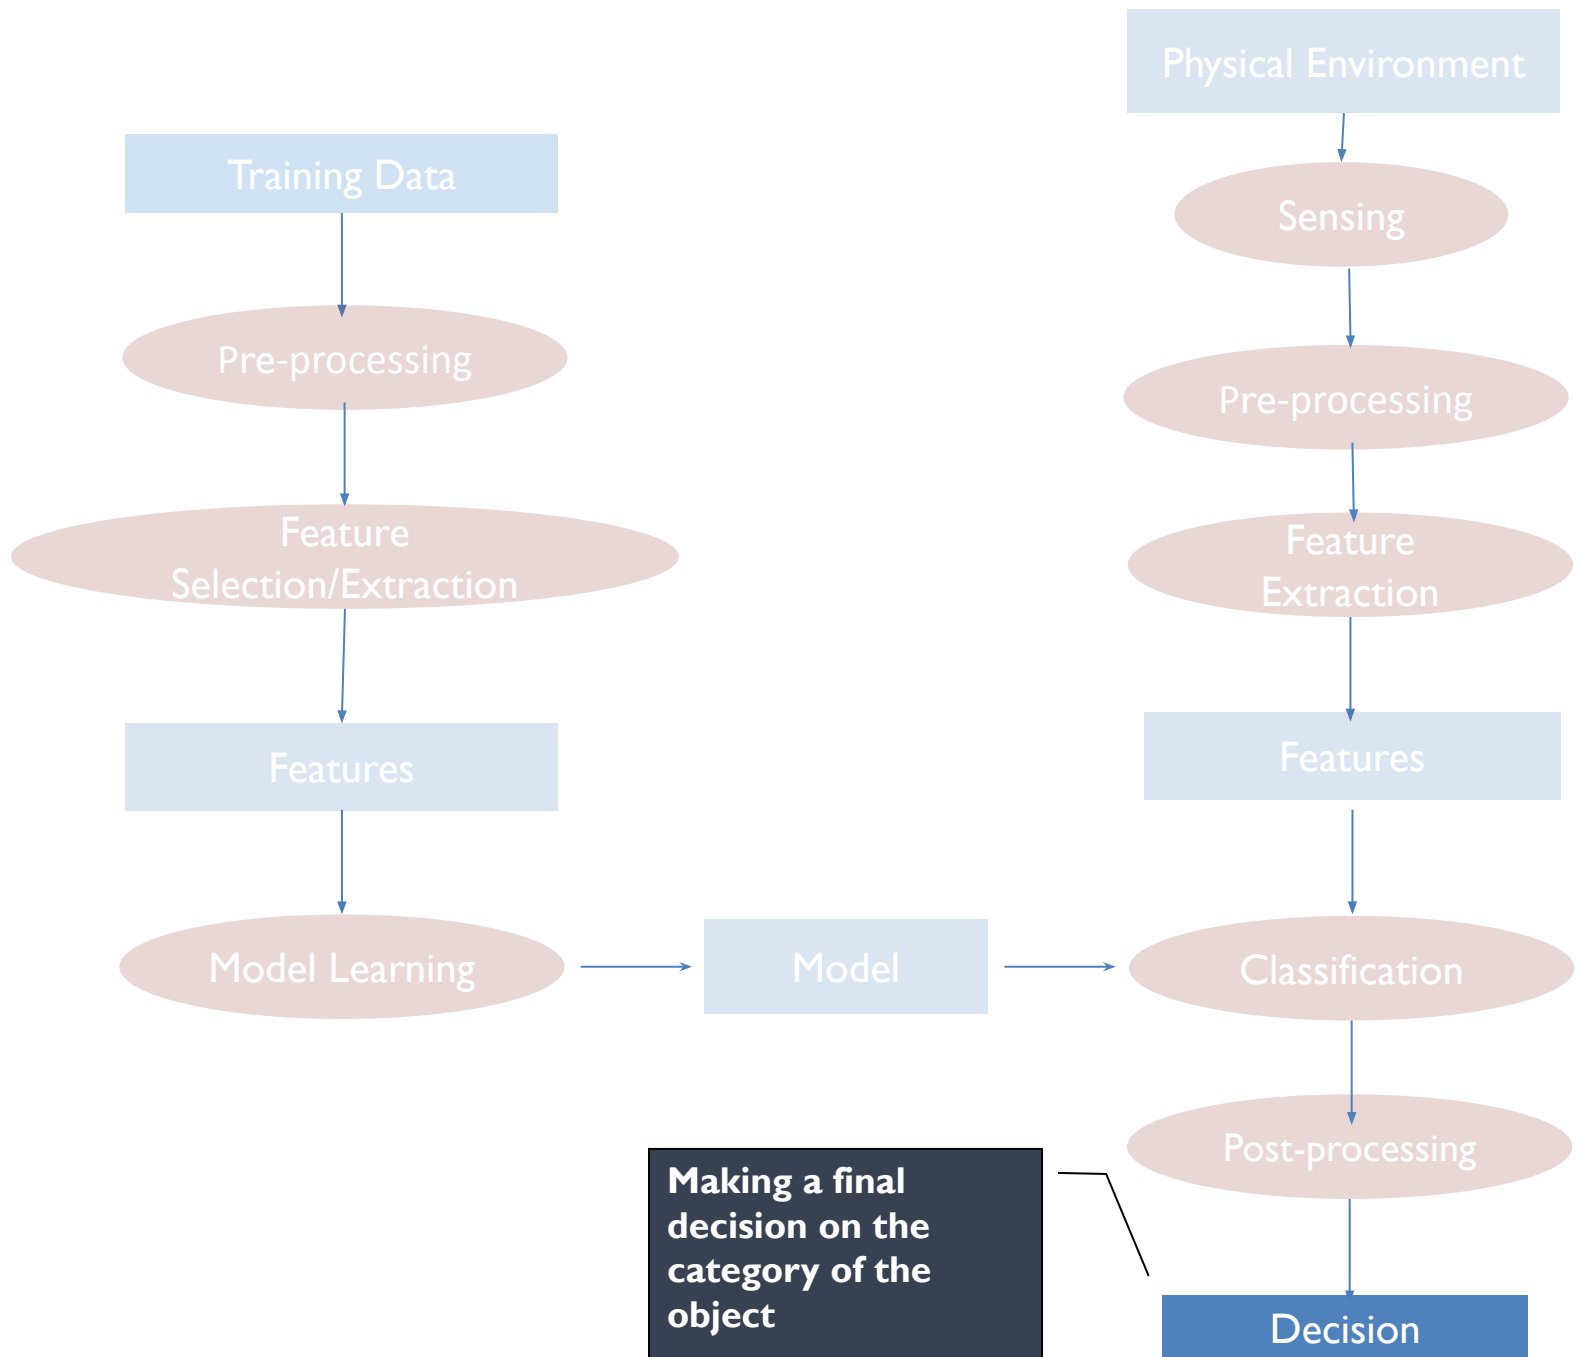 Physical Environment
Training Data
Sensing
Pre-processing
Pre-processing
Feature
Selection/Extraction
Feature
Extraction
Features
Features
Model Learning
Model
Classification
Post-processing
Making a final
decision on the
category of the
object
Decision